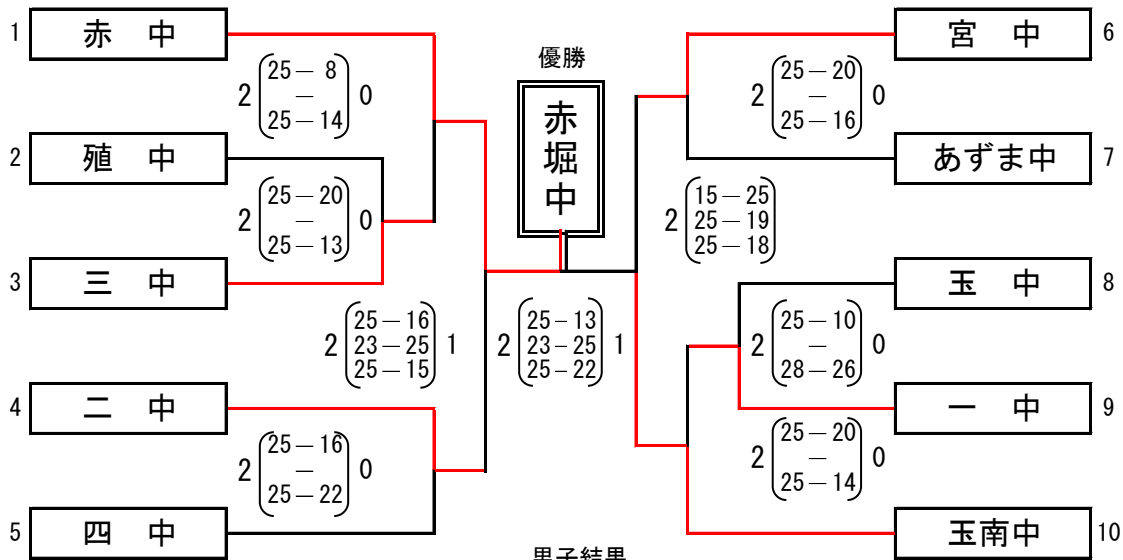 1 赤 中
2 (25－8 － 25－14) 0
2 殖 中
2 (25－20 － 25－13) 0
3 三 中
2 (25－16 23－25 25－15) 1
4 二 中
2 (25－16 － 25－22) 0
5 四 中
優勝
赤堀中
2 (25－13 23－25 25－22) 1
宮 中 6
2 (25－20 － 25－16) 0
あずま中 7
2 (15－25 25－19 25－18)
玉 中 8
2 (25－10 － 28－26) 0
一 中 9
2 (25－20 － 25－14) 0
玉南中 10
男子結果